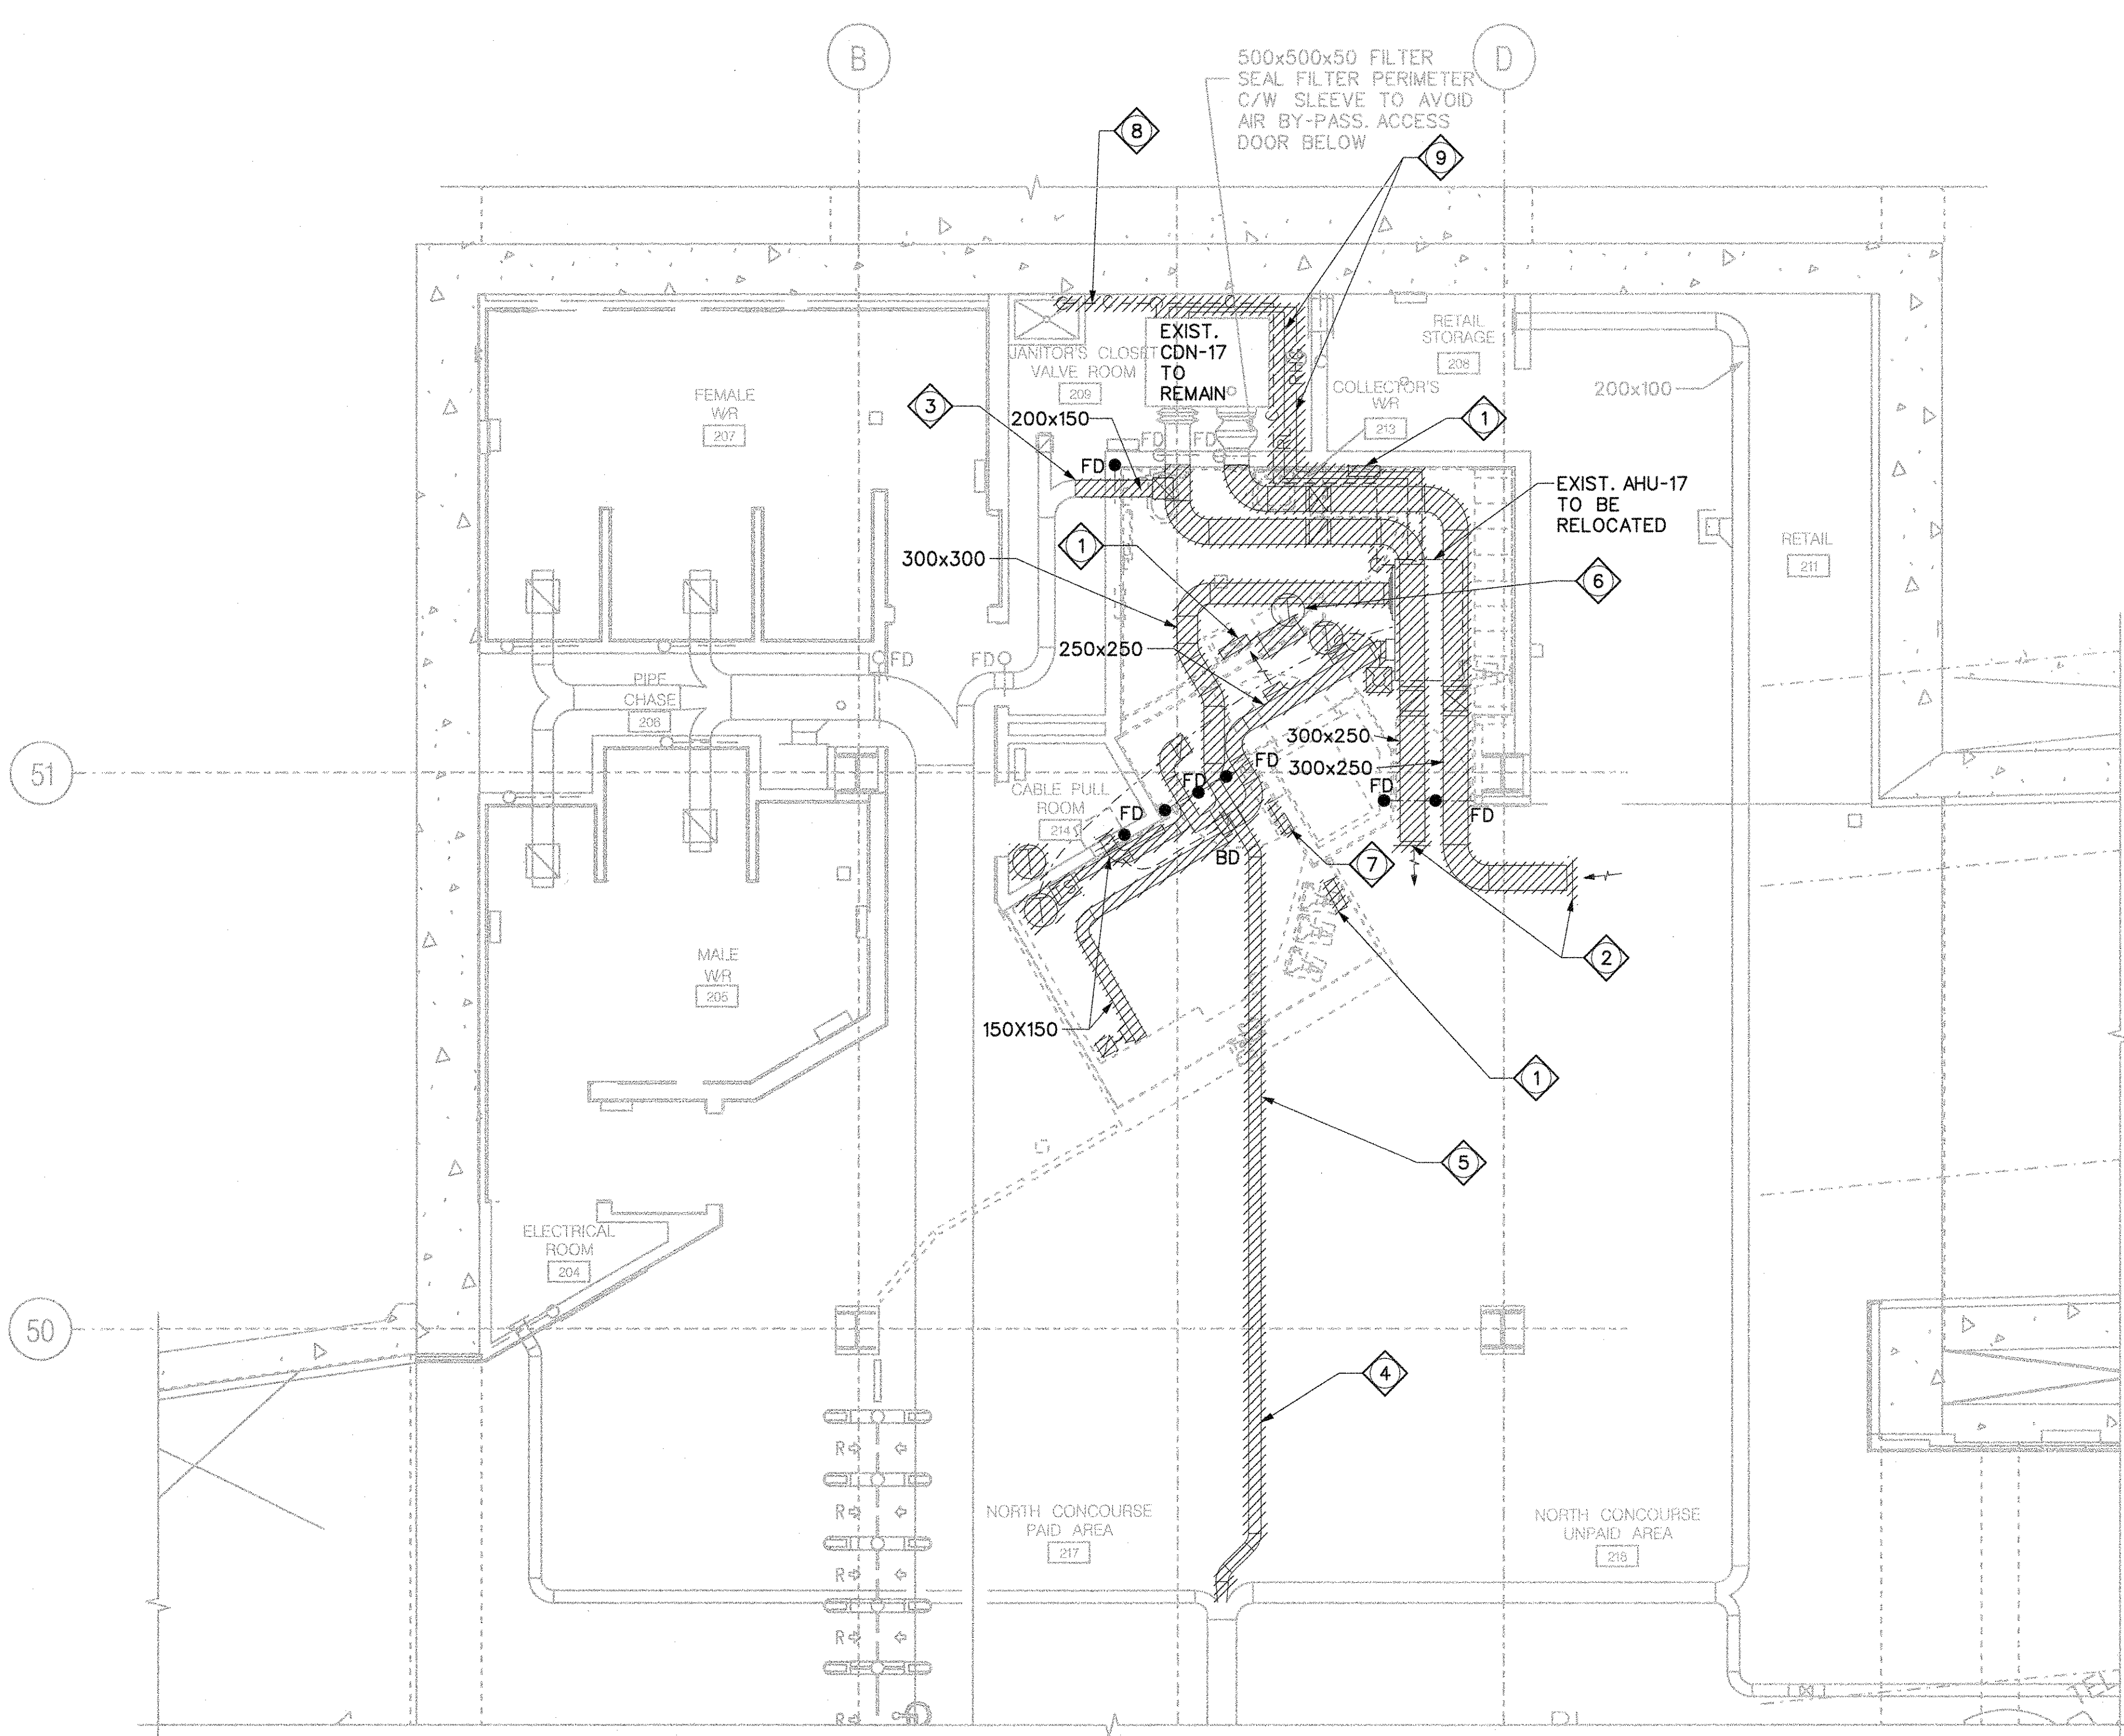 B
D
500x500x50 FILTER
SEAL FILTER PERIMETER
C/W SLEEVE TO AVOID
AIR BY-PASS. ACCESS
DOOR BELOW
8
9
EXIST.
CDN-17
TO
REMAIN
JANITOR'S CLOSET
VALVE ROOM
209
RETAIL
STORAGE
208
COLLECTOR'S
W/R
213
200x100
FEMALE
W/R
207
3
200x150
RHG
RL
1
FD
FD
FD
EXIST. AHU-17
TO BE
RELOCATED
1
300x300
6
RETAIL
211
250x250
FD
FD
PIPE
CHASE
206
300x250
300x250
51
FD
FD
FD
FD
FD
CABLE PULL
ROOM
214
BD
7
2
MALE
W/R
205
150X150
1
5
ELECTRICAL
ROOM
204
50
4
R
R
R
R
R
NORTH CONCOURSE
PAID AREA
217
NORTH CONCOURSE
UNPAID AREA
218
TEL